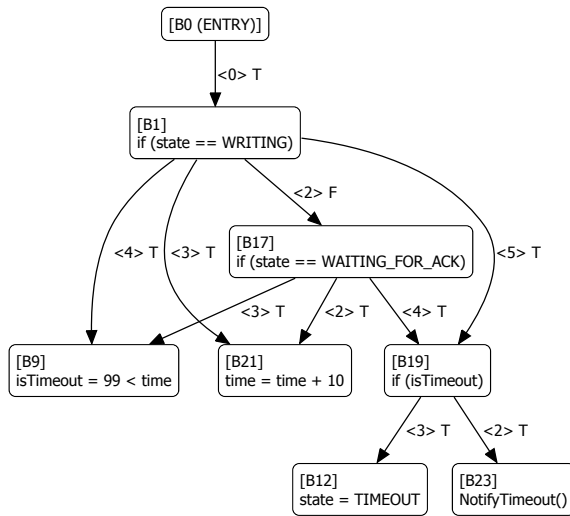 [B0 (ENTRY)]
<0> T
[B1]
if (state == WRITING)
<2> F
<4> T
<3> T
<5> T
[B17]
if (state == WAITING_FOR_ACK)
<3> T
<2> T
<4> T
[B9]
isTimeout = 99 < time
[B21]
time = time + 10
[B19]
if (isTimeout)
<3> T
<2> T
[B12]
state = TIMEOUT
[B23]
NotifyTimeout()